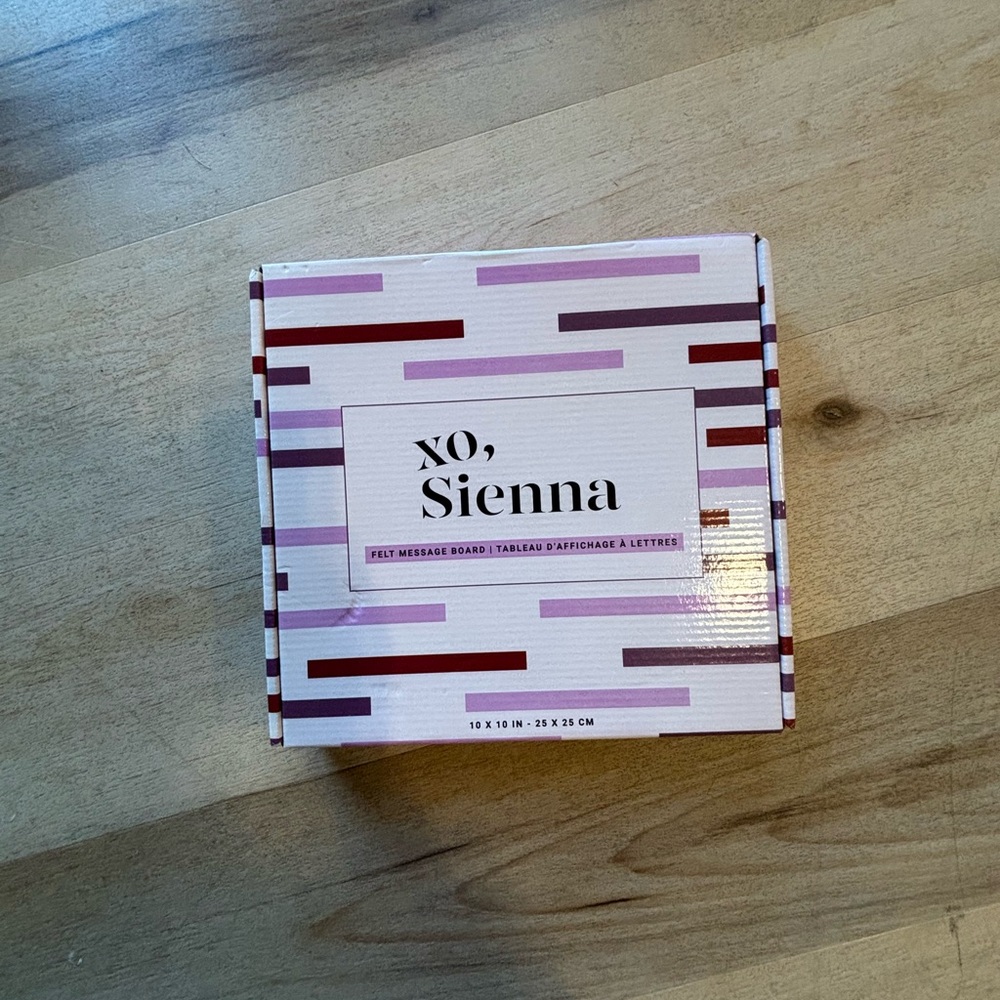 xo,
Sienna
FELT MESSAGE BOARD | TABLEAU D'AFFICHAGE À LETTRES
10 X 10 IN - 25 X 25 CM